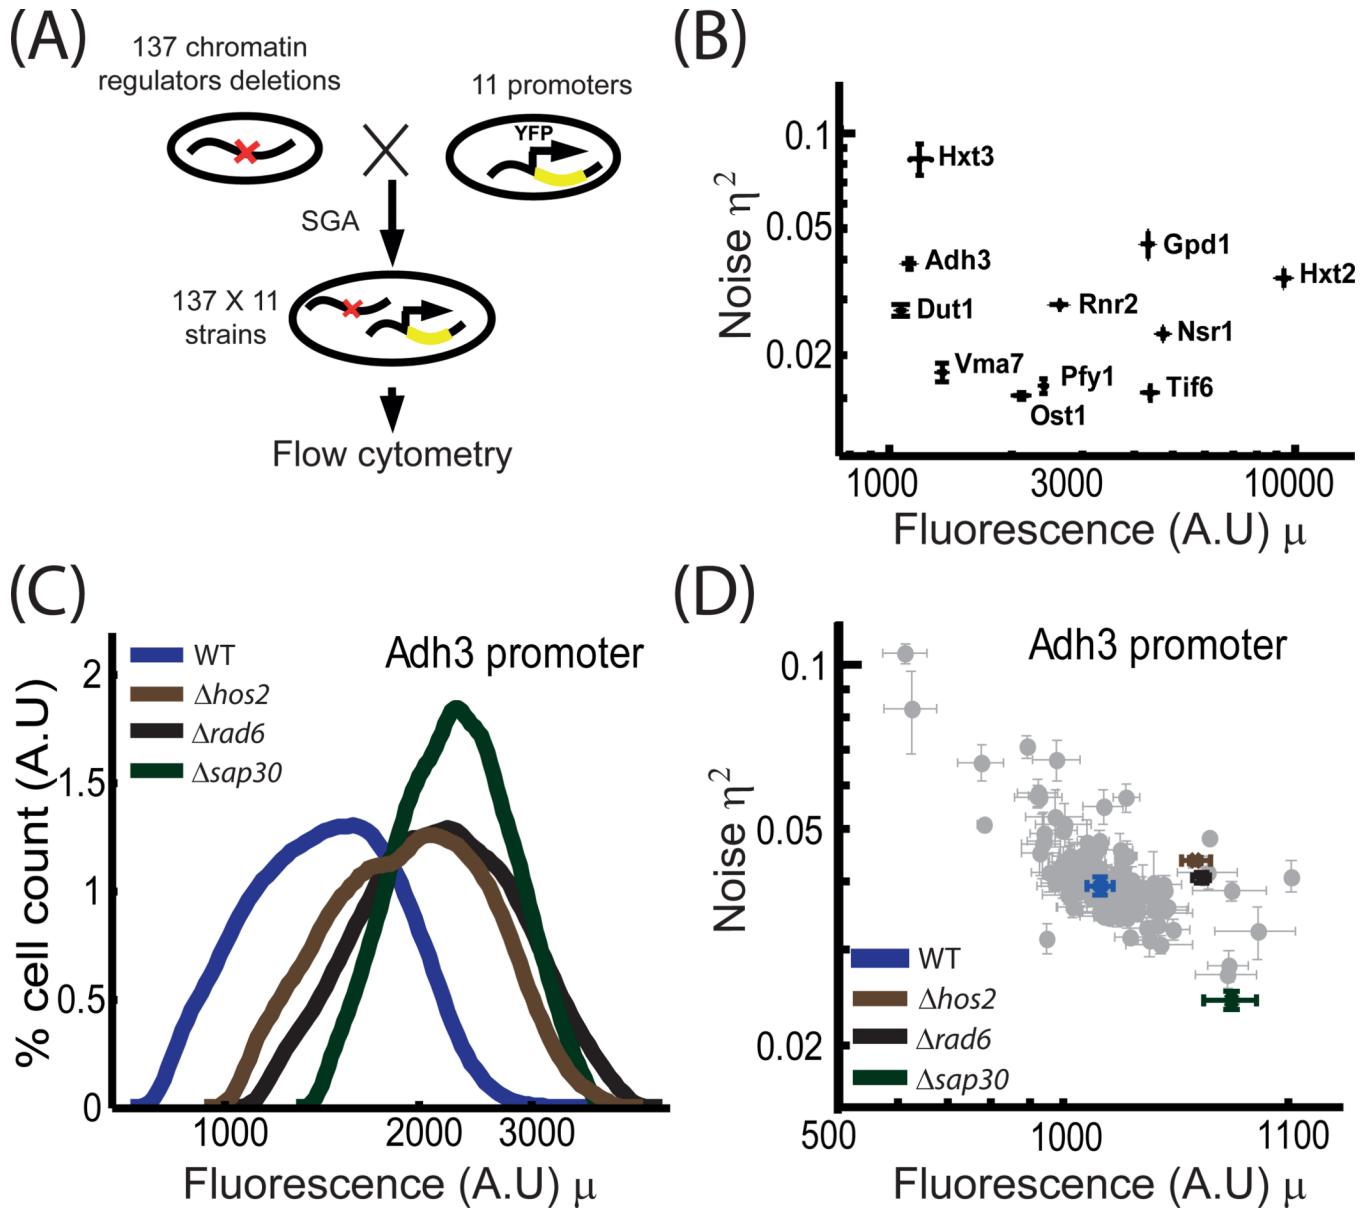 (A)
137 chromatin
regulators deletions
11 promoters
YFP
SGA
137 X 11
strains
Flow cytometry
(B)
Noise η²
0.1
0.05
0.02
Hxt3
Gpd1
Adh3
Hxt2
Dut1
Rnr2
Nsr1
Vma7
Pfy1
Tif6
Ost1
1000
3000
10000
Fluorescence (A.U) μ
(C)
Adh3 promoter
WT
Δhos2
Δrad6
Δsap30
% cell count (A.U)
2
1.5
1
0.5
0
1000
2000
3000
Fluorescence (A.U) μ
(D)
Adh3 promoter
Noise η²
0.1
0.05
0.02
WT
Δhos2
Δrad6
Δsap30
500
1000
1100
Fluorescence (A.U) μ